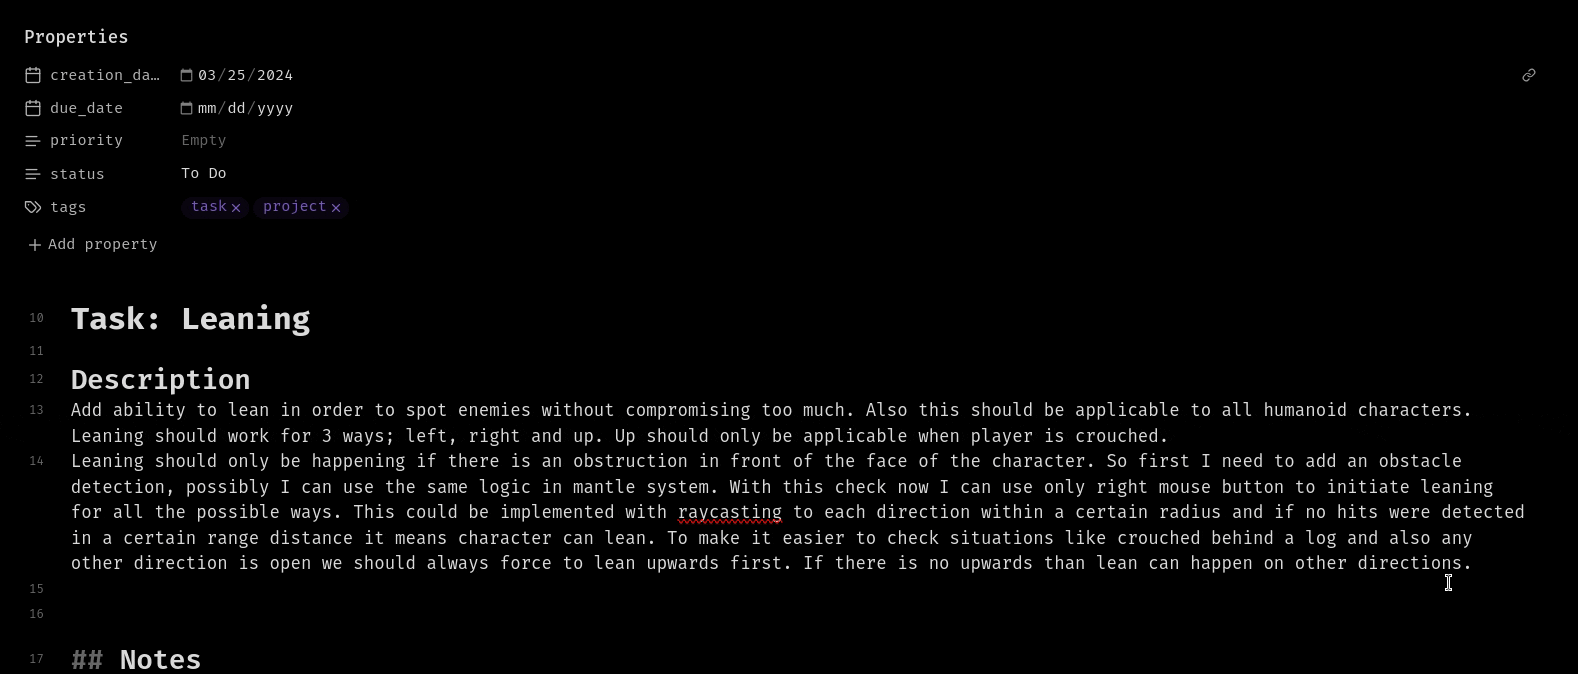 Properties
creation_da… 03/25/2024
due_date mm/dd/yyyy
priority Empty
status To Do
tags task × project ×
+ Add property
10 Task: Leaning
11
12 Description
13 Add ability to lean in order to spot enemies without compromising too much. Also this should be applicable to all humanoid characters.
Leaning should work for 3 ways; left, right and up. Up should only be applicable when player is crouched.
14 Leaning should only be happening if there is an obstruction in front of the face of the character. So first I need to add an obstacle
detection, possibly I can use the same logic in mantle system. With this check now I can use only right mouse button to initiate leaning
for all the possible ways. This could be implemented with raycasting to each direction within a certain radius and if no hits were detected
in a certain range distance it means character can lean. To make it easier to check situations like crouched behind a log and also any
other direction is open we should always force to lean upwards first. If there is no upwards than lean can happen on other directions.
15
16
17 ## Notes